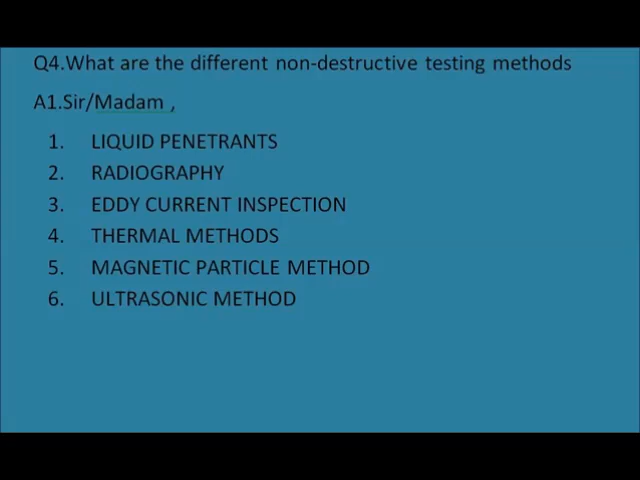 Q4.What are the different non-destructive testing methods
A1.Sir/Madam ,
1. LIQUID PENETRANTS
2. RADIOGRAPHY
3. EDDY CURRENT INSPECTION
4. THERMAL METHODS
5. MAGNETIC PARTICLE METHOD
6. ULTRASONIC METHOD